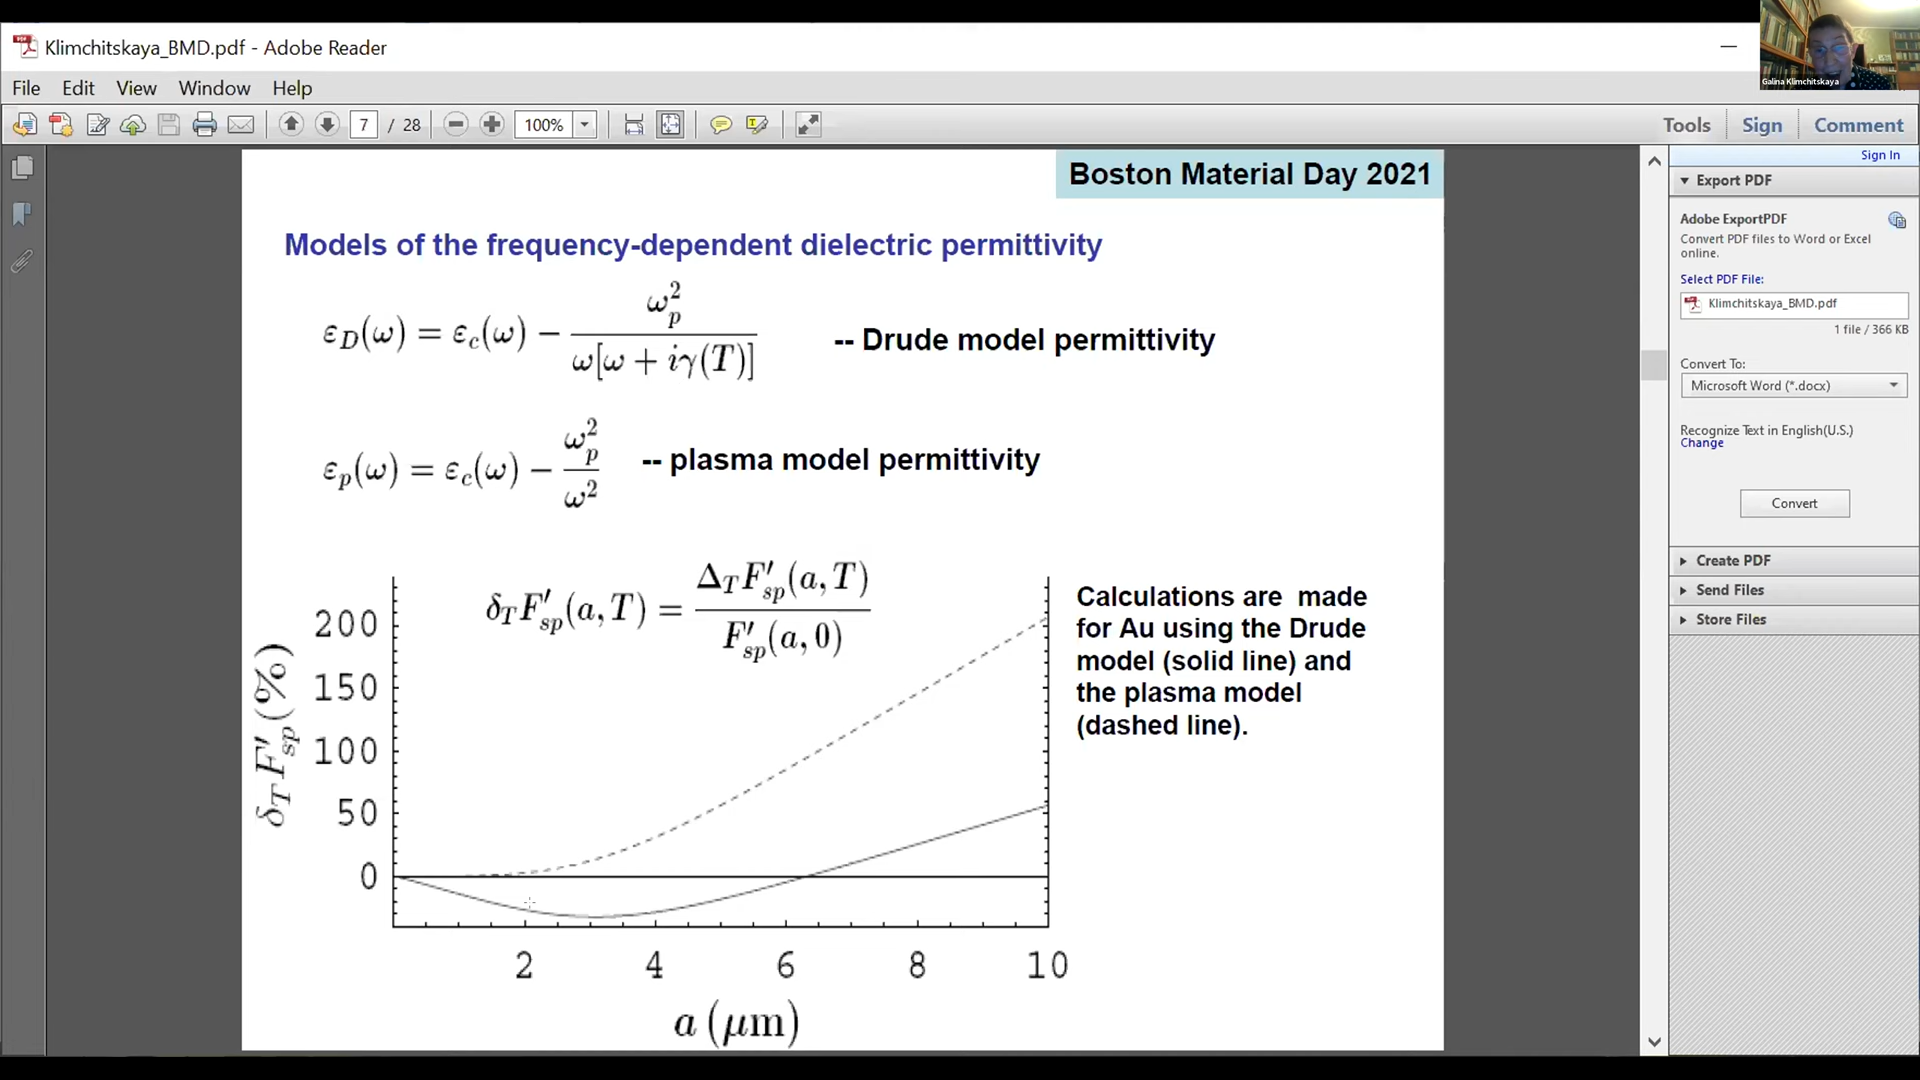 Klimchitskaya_BMD.pdf - Adobe Reader
Galina Klimchitskaya
File Edit View Window Help
7 / 28 100% Tools Sign Comment
Sign In
Export PDF
Adobe ExportPDF
Convert PDF files to Word or Excel
online.
Select PDF File:
Klimchitskaya_BMD.pdf
1 file / 366 KB
Convert To:
Microsoft Word (*.docx)
Recognize Text in English(U.S.)
Change
Convert
Create PDF
Send Files
Store Files
Boston Material Day 2021
Models of the frequency-dependent dielectric permittivity
ε_D(ω) = ε_c(ω) − ω_p^2 / ω[ω + iγ(T)] -- Drude model permittivity
ε_p(ω) = ε_c(ω) − ω_p^2 / ω^2 -- plasma model permittivity
δ_T F′_sp(a, T) = Δ_T F′_sp(a, T) / F′_sp(a, 0)
Calculations are made
for Au using the Drude
model (solid line) and
the plasma model
(dashed line).
δ_T F′_sp(%)
200
150
100
50
0
2 4 6 8 10
a (μm)